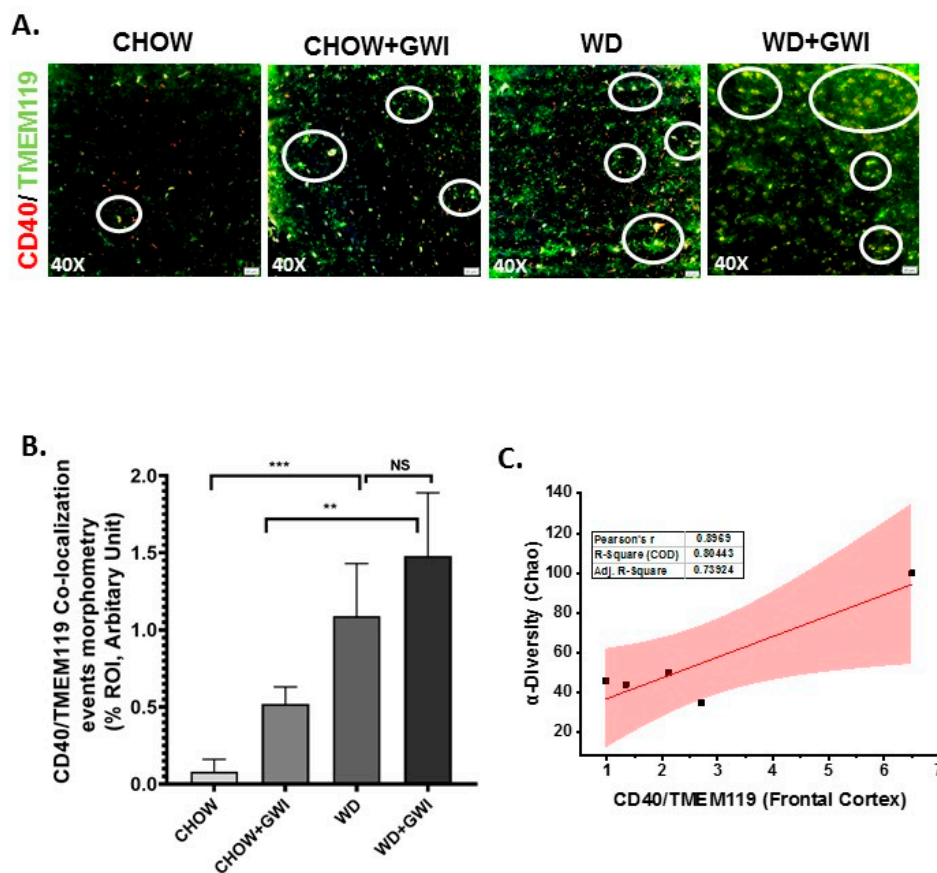 A.
CHOW
CHOW+GWI
WD
WD+GWI
CD40/ TMEM119
40X
40X
40X
40X
B.
CD40/TMEM119 Co-localization
events morphometry
(% ROI, Arbitary Unit)
2.0
1.5
1.0
0.5
0.0
***
NS
**
CHOW
CHOW+GWI
WD
WD+GWI
C.
α-Diversity (Chao)
140
120
100
80
60
40
20
Pearson's r 0.8969
R-Square (COD) 0.80443
Adj. R-Square 0.73924
1 2 3 4 5 6 7
CD40/TMEM119 (Frontal Cortex)